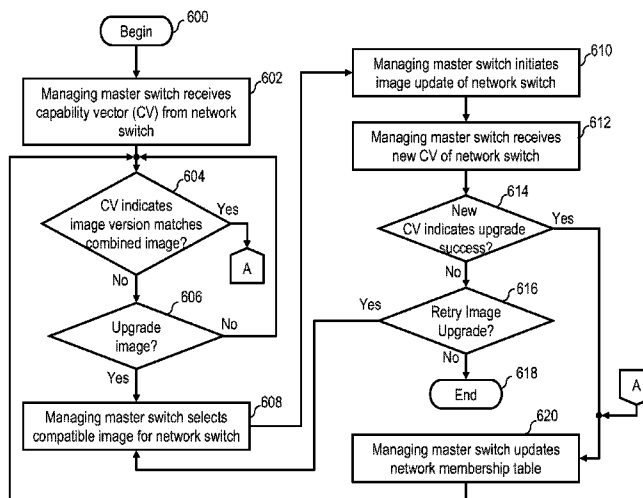 600
Begin
602
Managing master switch receives
capability vector (CV) from network
switch
604
CV indicates
image version matches
combined image?
Yes
A
No
606
Upgrade
image?
No
Yes
608
Managing master switch selects
compatible image for network switch
610
Managing master switch initiates
image update of network switch
612
Managing master switch receives
new CV of network switch
614
New
CV indicates upgrade
success?
Yes
No
616
Yes
Retry Image
Upgrade?
No
618
End
A
620
Managing master switch updates
network membership table